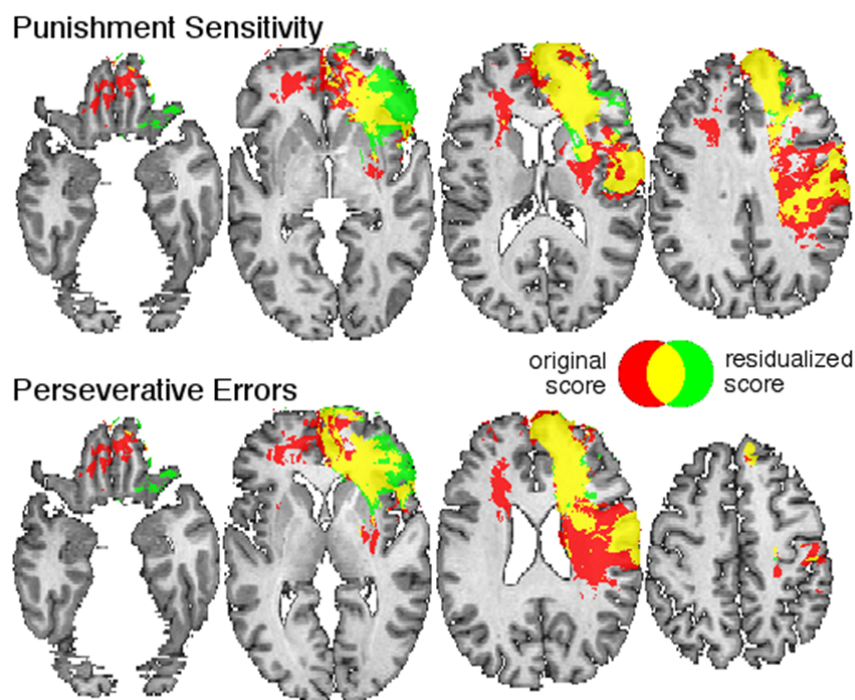 Punishment Sensitivity
original
score
residualized
score
Perseverative Errors